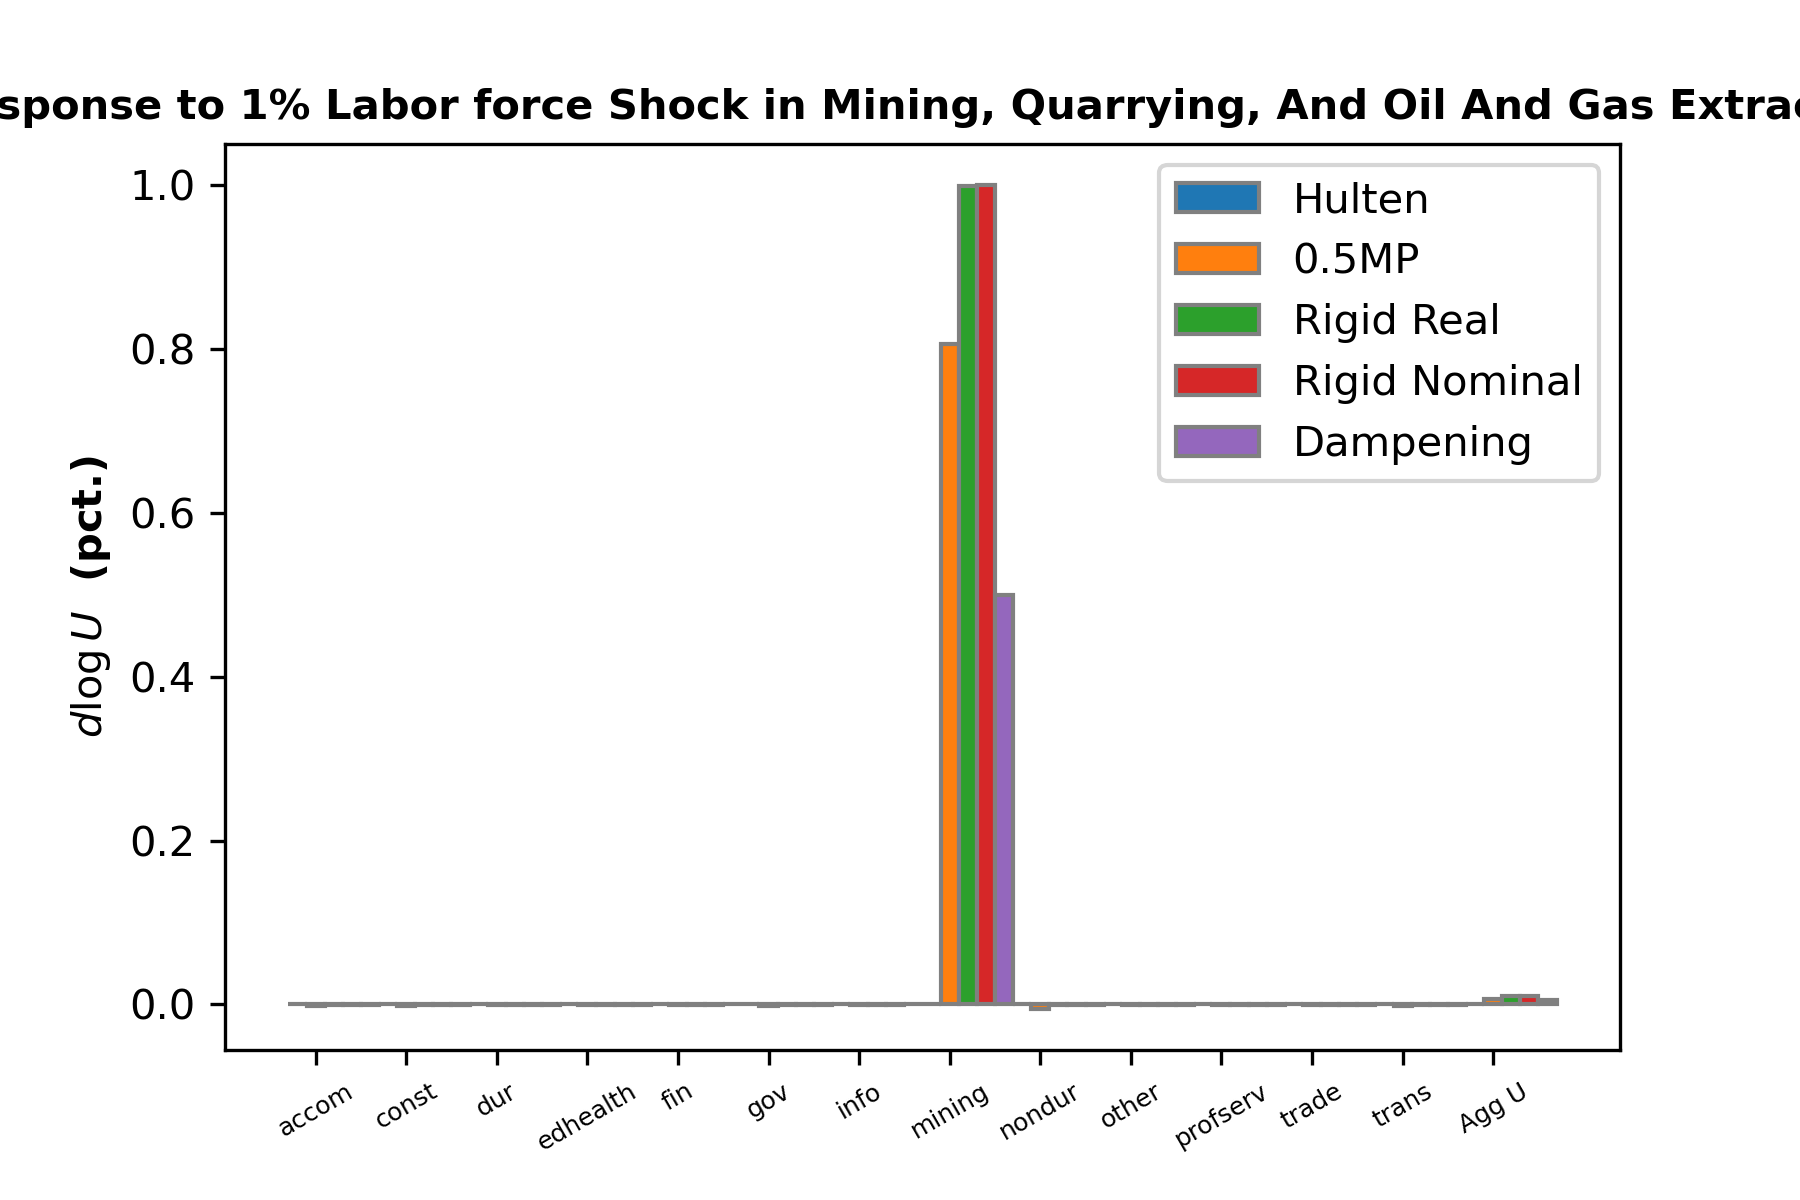 sponse to 1% Labor force Shock in Mining, Quarrying, And Oil And Gas Extrac
1.0
0.8
0.6
0.4
0.2
0.0
dlog U (pct.)
Hulten
0.5MP
Rigid Real
Rigid Nominal
Dampening
accom
const
dur
edhealth
fin
gov
info
mining
nondur
other
profserv
trade
trans
Agg U